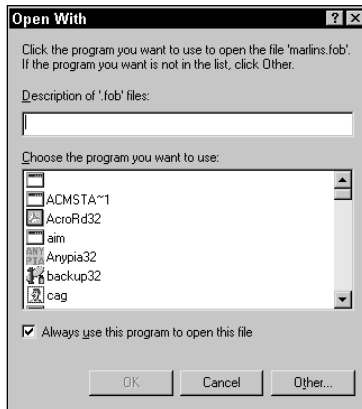 Open With
Click the program you want to use to open the file 'marlins.fob'.
If the program you want is not in the list, click Other.
Description of '.fob' files:
Choose the program you want to use:
ACMSTA~1
AcroRd32
aim
ANY
PIA
Anypia32
backup32
cag
Always use this program to open this file
OK
Cancel
Other...